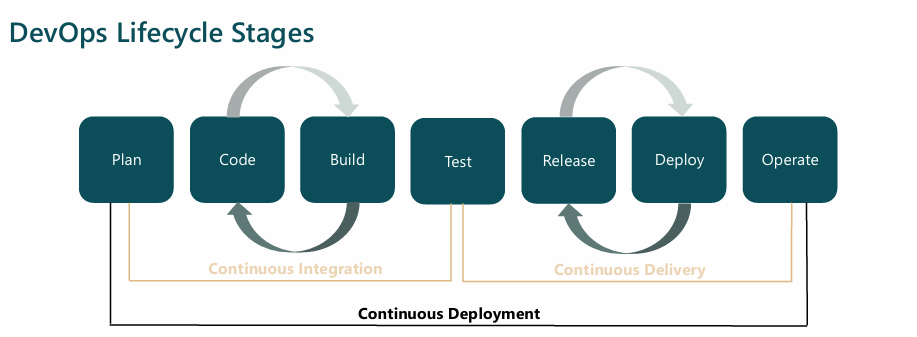 DevOps Lifecycle Stages
Plan
Code
Build
Test
Release
Deploy
Operate
Continuous Integration
Continuous Delivery
Continuous Deployment